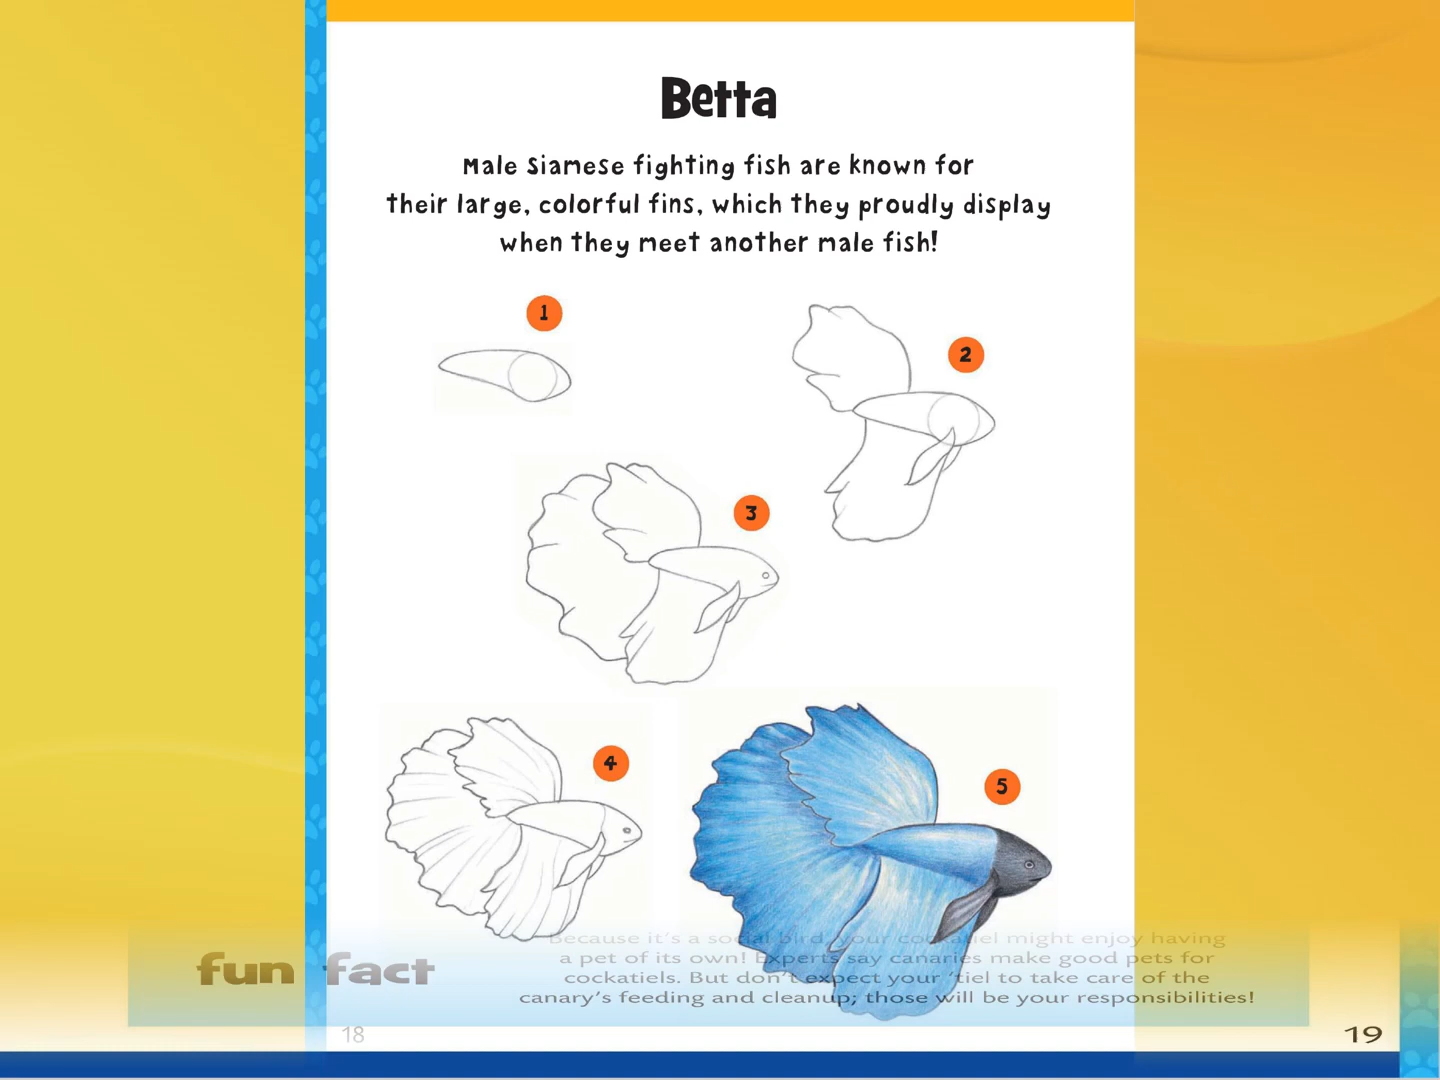 Betta
Male Siamese fighting fish are known for
their large, colorful fins, which they proudly display
when they meet another male fish!
1
2
3
4
5
fun fact
Because it's a social bird, your cockatiel might enjoy having
a pet of its own! Experts say canaries make good pets for
cockatiels. But don't expect your 'tiel to take care of the
canary's feeding and cleanup; those will be your responsibilities!
18
19